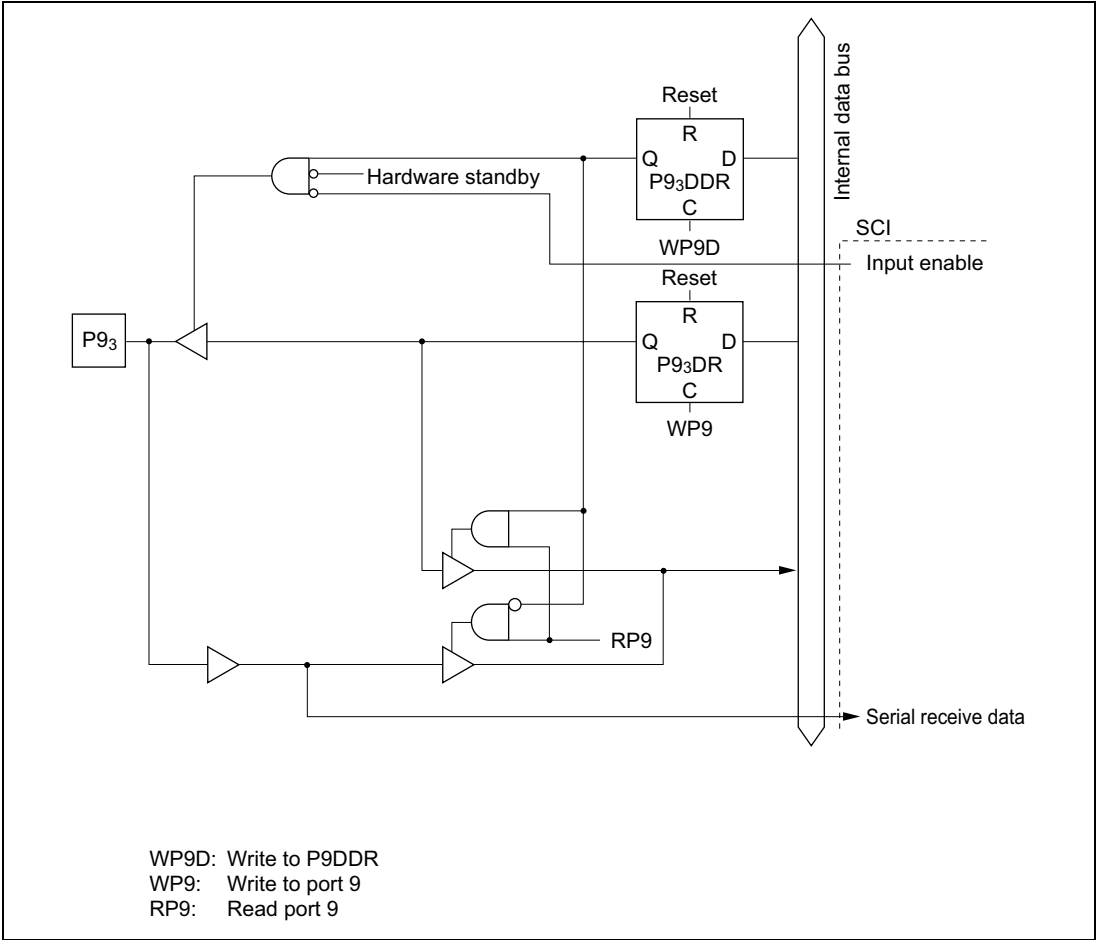 Reset
R
Q D
P9₃DDR
C
WP9D
Internal data bus
Hardware standby
SCI
Input enable
Reset
R
Q D
P9₃DR
C
WP9
P9₃
RP9
Serial receive data
WP9D: Write to P9DDR
WP9: Write to port 9
RP9: Read port 9